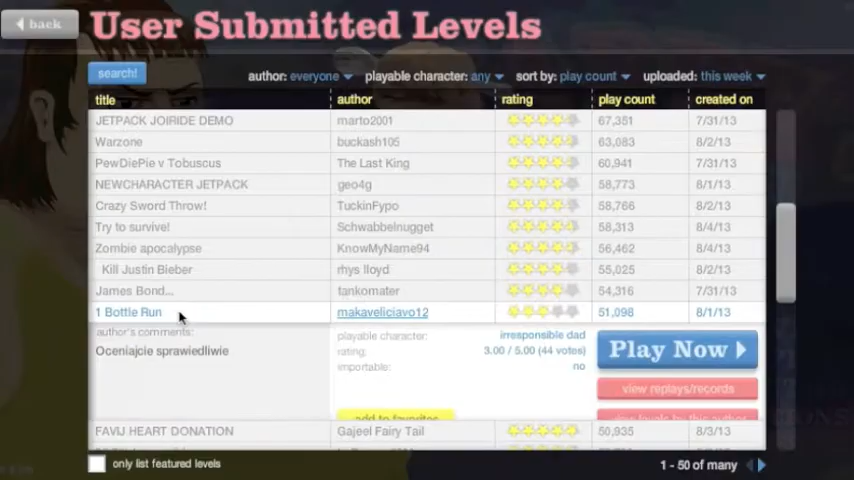 back
User Submitted Levels
search!
author: everyone playable character: any sort by: play count uploaded: this week
title author rating play count created on
JETPACK JOIRIDE DEMO marto2001 67,351 7/31/13
Warzone buckash105 63,083 8/2/13
PewDiePie v Tobuscus The Last King 60,941 7/31/13
NEWCHARACTER JETPACK geo4g 58,773 8/1/13
Crazy Sword Throw! TuckinFypo 58,766 8/2/13
Try to survive! Schwabbelnugget 58,313 8/4/13
Zombie apocalypse KnowMyName94 56,462 8/4/13
Kill Justin Bieber rhys lloyd 55,025 8/2/13
James Bond... tankomater 54,316 7/31/13
1 Bottle Run makaveliciavo12 51,098 8/1/13
author's comments:
Oceniajcie sprawiedliwie
playable character: irresponsible dad
rating: 3.00 / 5.00 (44 votes)
importable: no
Play Now
view replays/records
add to favorites
view levels by this author
FAVIJ HEART DONATION Gajeel Fairy Tail 50,935 8/3/13
only list featured levels
1 - 50 of many